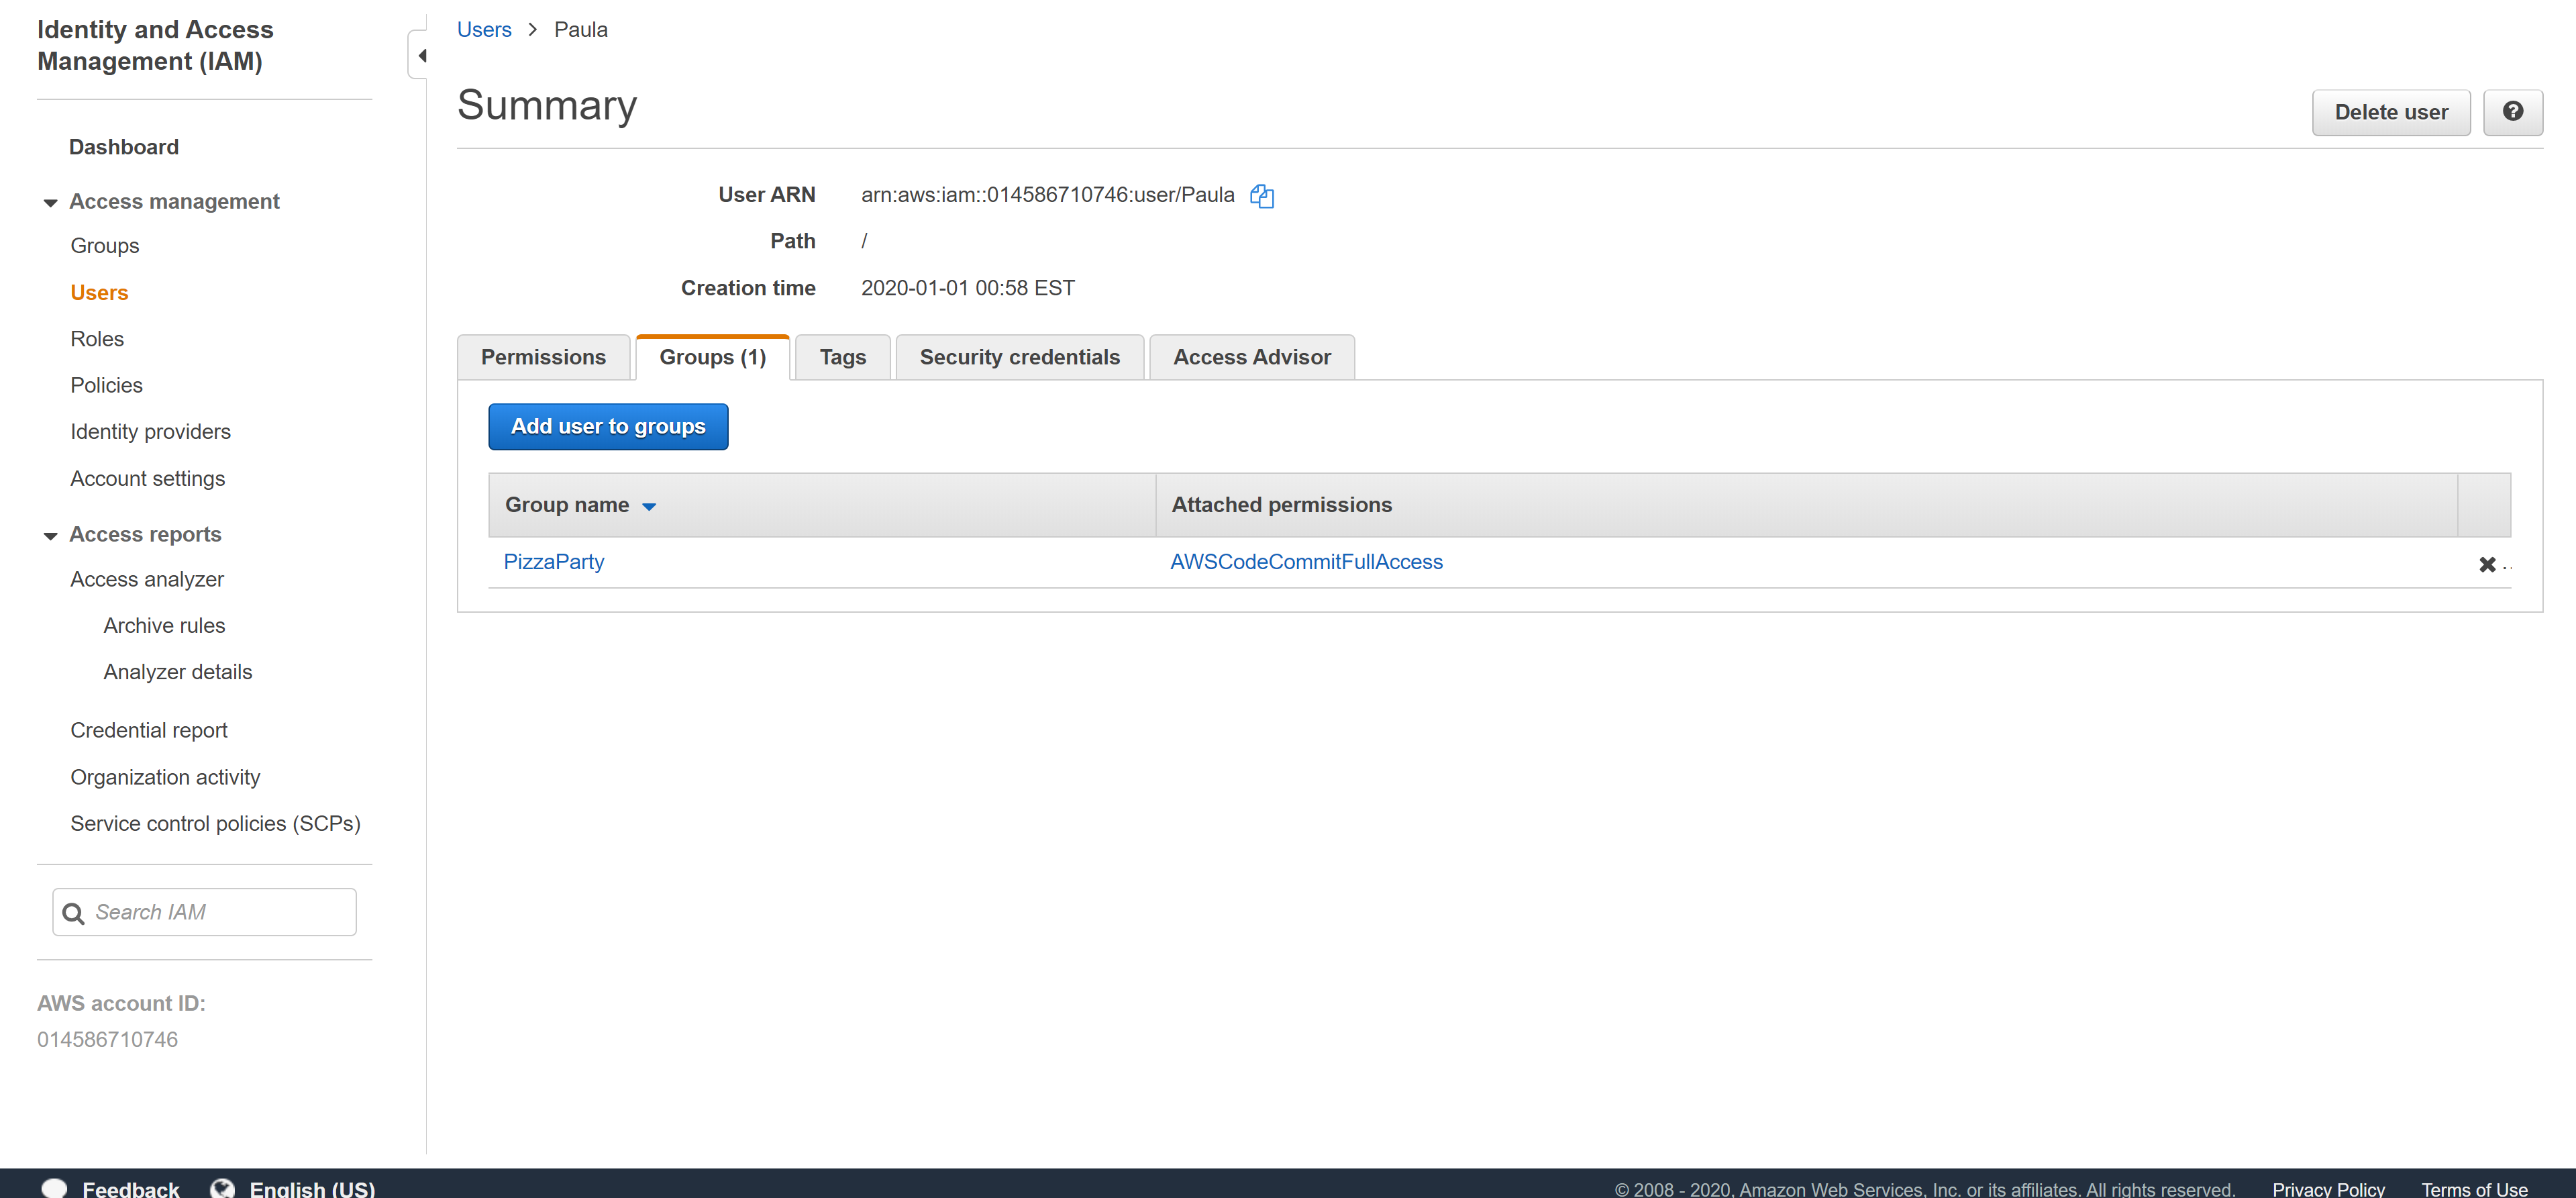 Identity and Access
Management (IAM)
Dashboard
Access management
Groups
Users
Roles
Policies
Identity providers
Account settings
Access reports
Access analyzer
Archive rules
Analyzer details
Credential report
Organization activity
Service control policies (SCPs)
Search IAM
AWS account ID:
014586710746
Users > Paula
Summary
Delete user
User ARN arn:aws:iam::014586710746:user/Paula
Path /
Creation time 2020-01-01 00:58 EST
Permissions Groups (1) Tags Security credentials Access Advisor
Add user to groups
Group name Attached permissions
PizzaParty AWSCodeCommitFullAccess
Feedback English (US) © 2008 - 2020, Amazon Web Services, Inc. or its affiliates. All rights reserved. Privacy Policy Terms of Use